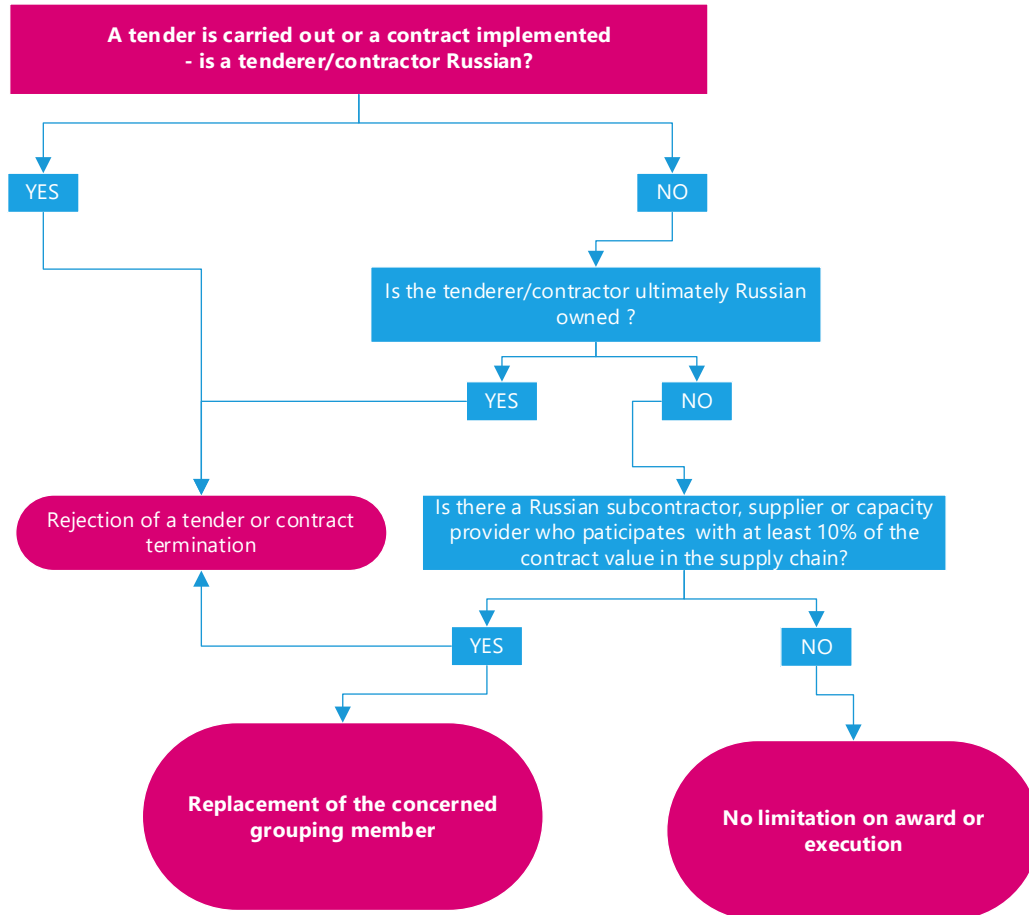 A tender is carried out or a contract implemented
- is a tenderer/contractor Russian?
YES
NO
Is the tenderer/contractor ultimately Russian
owned ?
YES
NO
Rejection of a tender or contract
termination
Is there a Russian subcontractor, supplier or capacity
provider who paticipates with at least 10% of the
contract value in the supply chain?
YES
NO
Replacement of the concerned
grouping member
No limitation on award or
execution